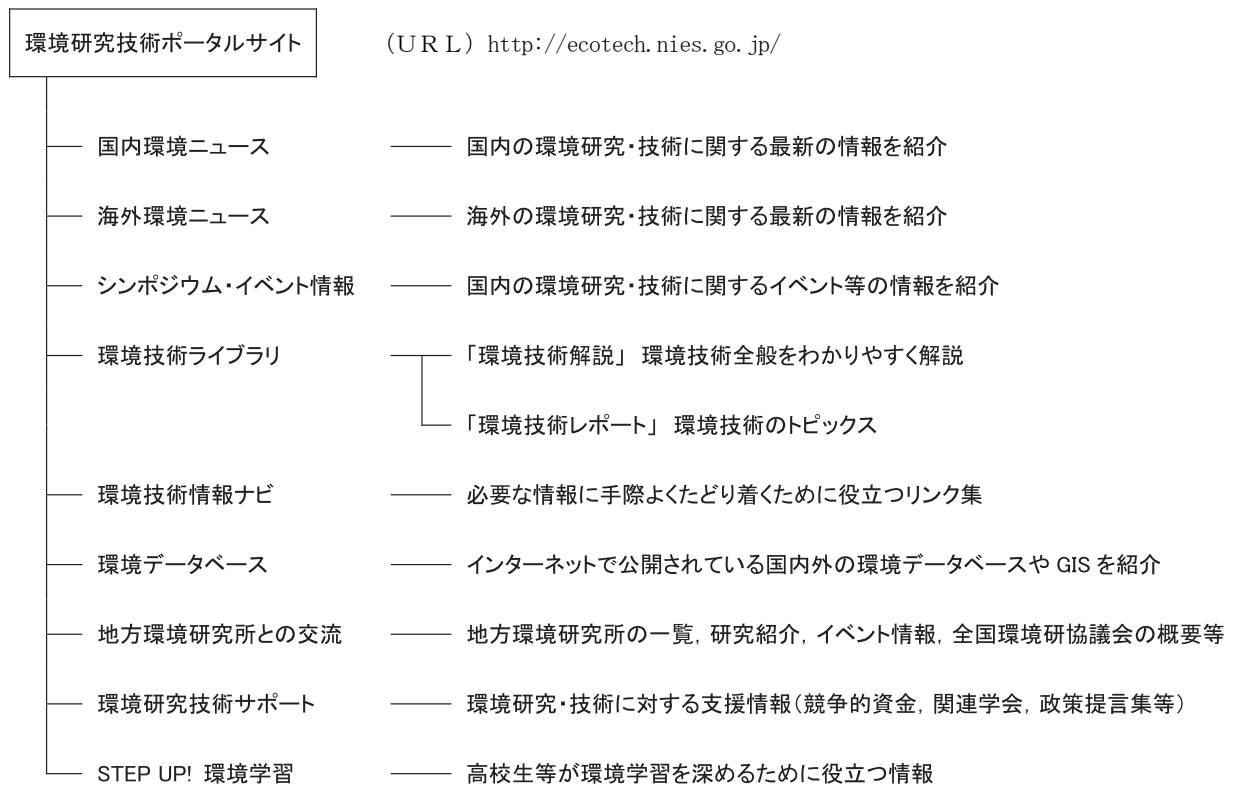 環境研究技術ポータルサイト （ＵＲＬ）http://ecotech.nies.go.jp/
国内環境ニュース 国内の環境研究・技術に関する最新の情報を紹介
海外環境ニュース 海外の環境研究・技術に関する最新の情報を紹介
シンポジウム・イベント情報 国内の環境研究・技術に関するイベント等の情報を紹介
環境技術ライブラリ 「環境技術解説」 環境技術全般をわかりやすく解説
「環境技術レポート」 環境技術のトピックス
環境技術情報ナビ 必要な情報に手際よくたどり着くために役立つリンク集
環境データベース インターネットで公開されている国内外の環境データベースや GIS を紹介
地方環境研究所との交流 地方環境研究所の一覧，研究紹介，イベント情報，全国環境研協議会の概要等
環境研究技術サポート 環境研究・技術に対する支援情報（競争的資金，関連学会，政策提言集等）
STEP UP! 環境学習 高校生等が環境学習を深めるために役立つ情報